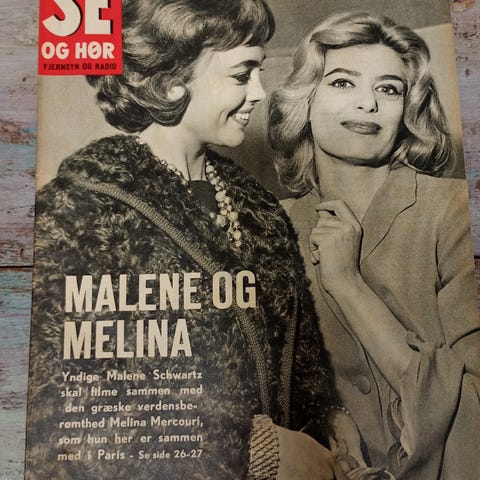 SE
OG HØR
FJERNSYN OG RADIO
MALENE OG
MELINA
Yndige Malene Schwartz
skal filme sammen med
den græske verdensbe-
rømthed Melina Mercouri,
som hun her er sammen
med i Paris - Se side 26-27